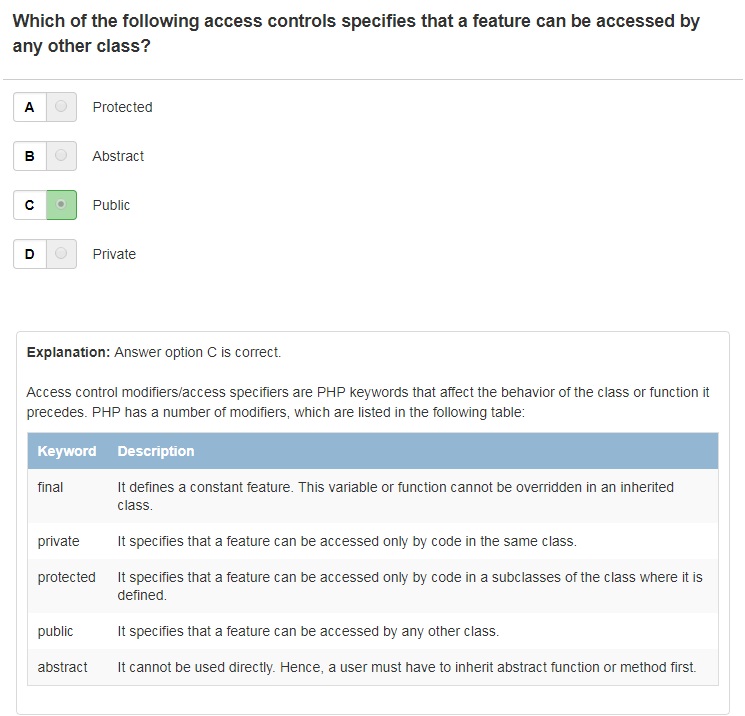 Which of the following access controls specifies that a feature can be accessed by
any other class?
A Protected
B Abstract
C Public
D Private
Explanation: Answer option C is correct.
Access control modifiers/access specifiers are PHP keywords that affect the behavior of the class or function it
precedes. PHP has a number of modifiers, which are listed in the following table:
Keyword Description
final It defines a constant feature. This variable or function cannot be overridden in an inherited
class.
private It specifies that a feature can be accessed only by code in the same class.
protected It specifies that a feature can be accessed only by code in a subclasses of the class where it is
defined.
public It specifies that a feature can be accessed by any other class.
abstract It cannot be used directly. Hence, a user must have to inherit abstract function or method first.